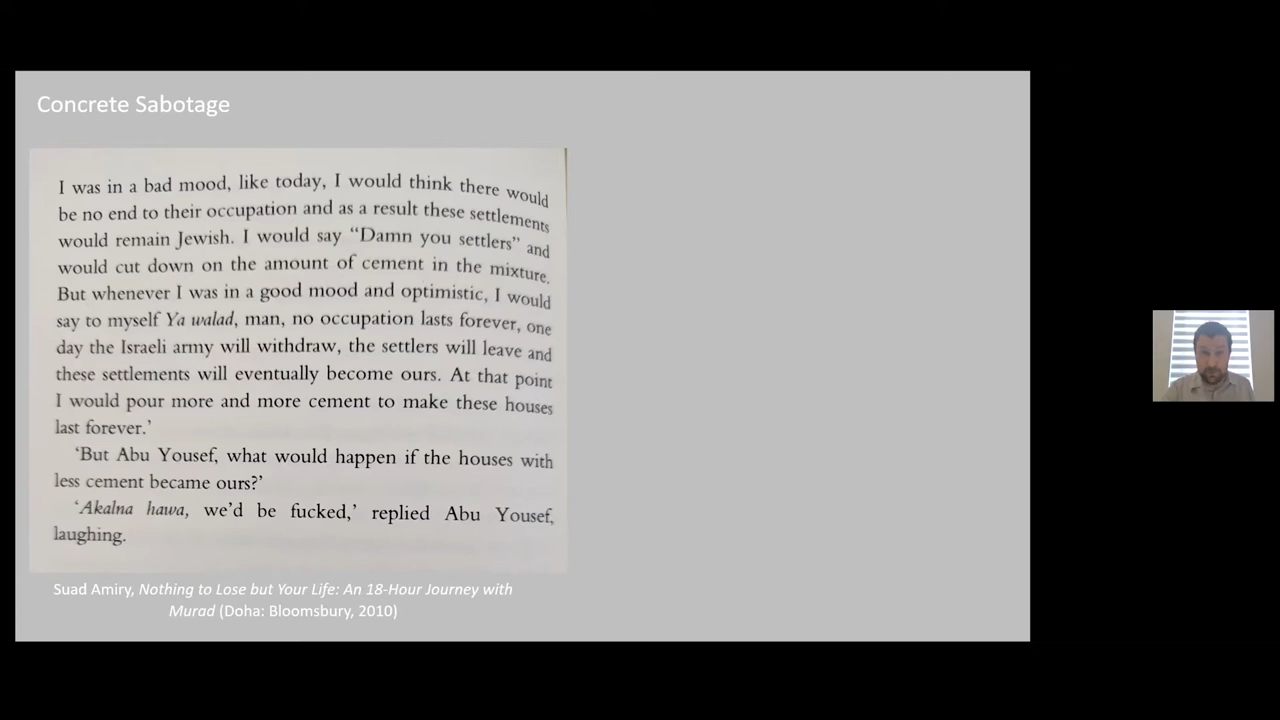 Concrete Sabotage
I was in a bad mood, like today, I would think there would
be no end to their occupation and as a result these settlements
would remain Jewish. I would say “Damn you settlers” and
would cut down on the amount of cement in the mixture.
But whenever I was in a good mood and optimistic, I would
say to myself Ya walad, man, no occupation lasts forever, one
day the Israeli army will withdraw, the settlers will leave and
these settlements will eventually become ours. At that point
I would pour more and more cement to make these houses
last forever.’
‘But Abu Yousef, what would happen if the houses with
less cement became ours?’
‘Akalna hawa, we’d be fucked,’ replied Abu Yousef,
laughing.
Suad Amiry, Nothing to Lose but Your Life: An 18-Hour Journey with
Murad (Doha: Bloomsbury, 2010)